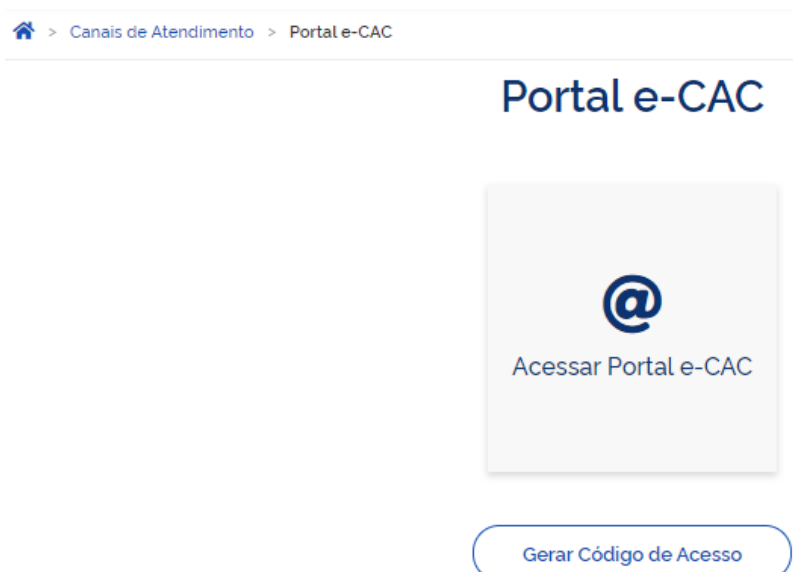 > Canais de Atendimento > Portal e-CAC
Portal e-CAC
@
Acessar Portal e-CAC
Gerar Código de Acesso